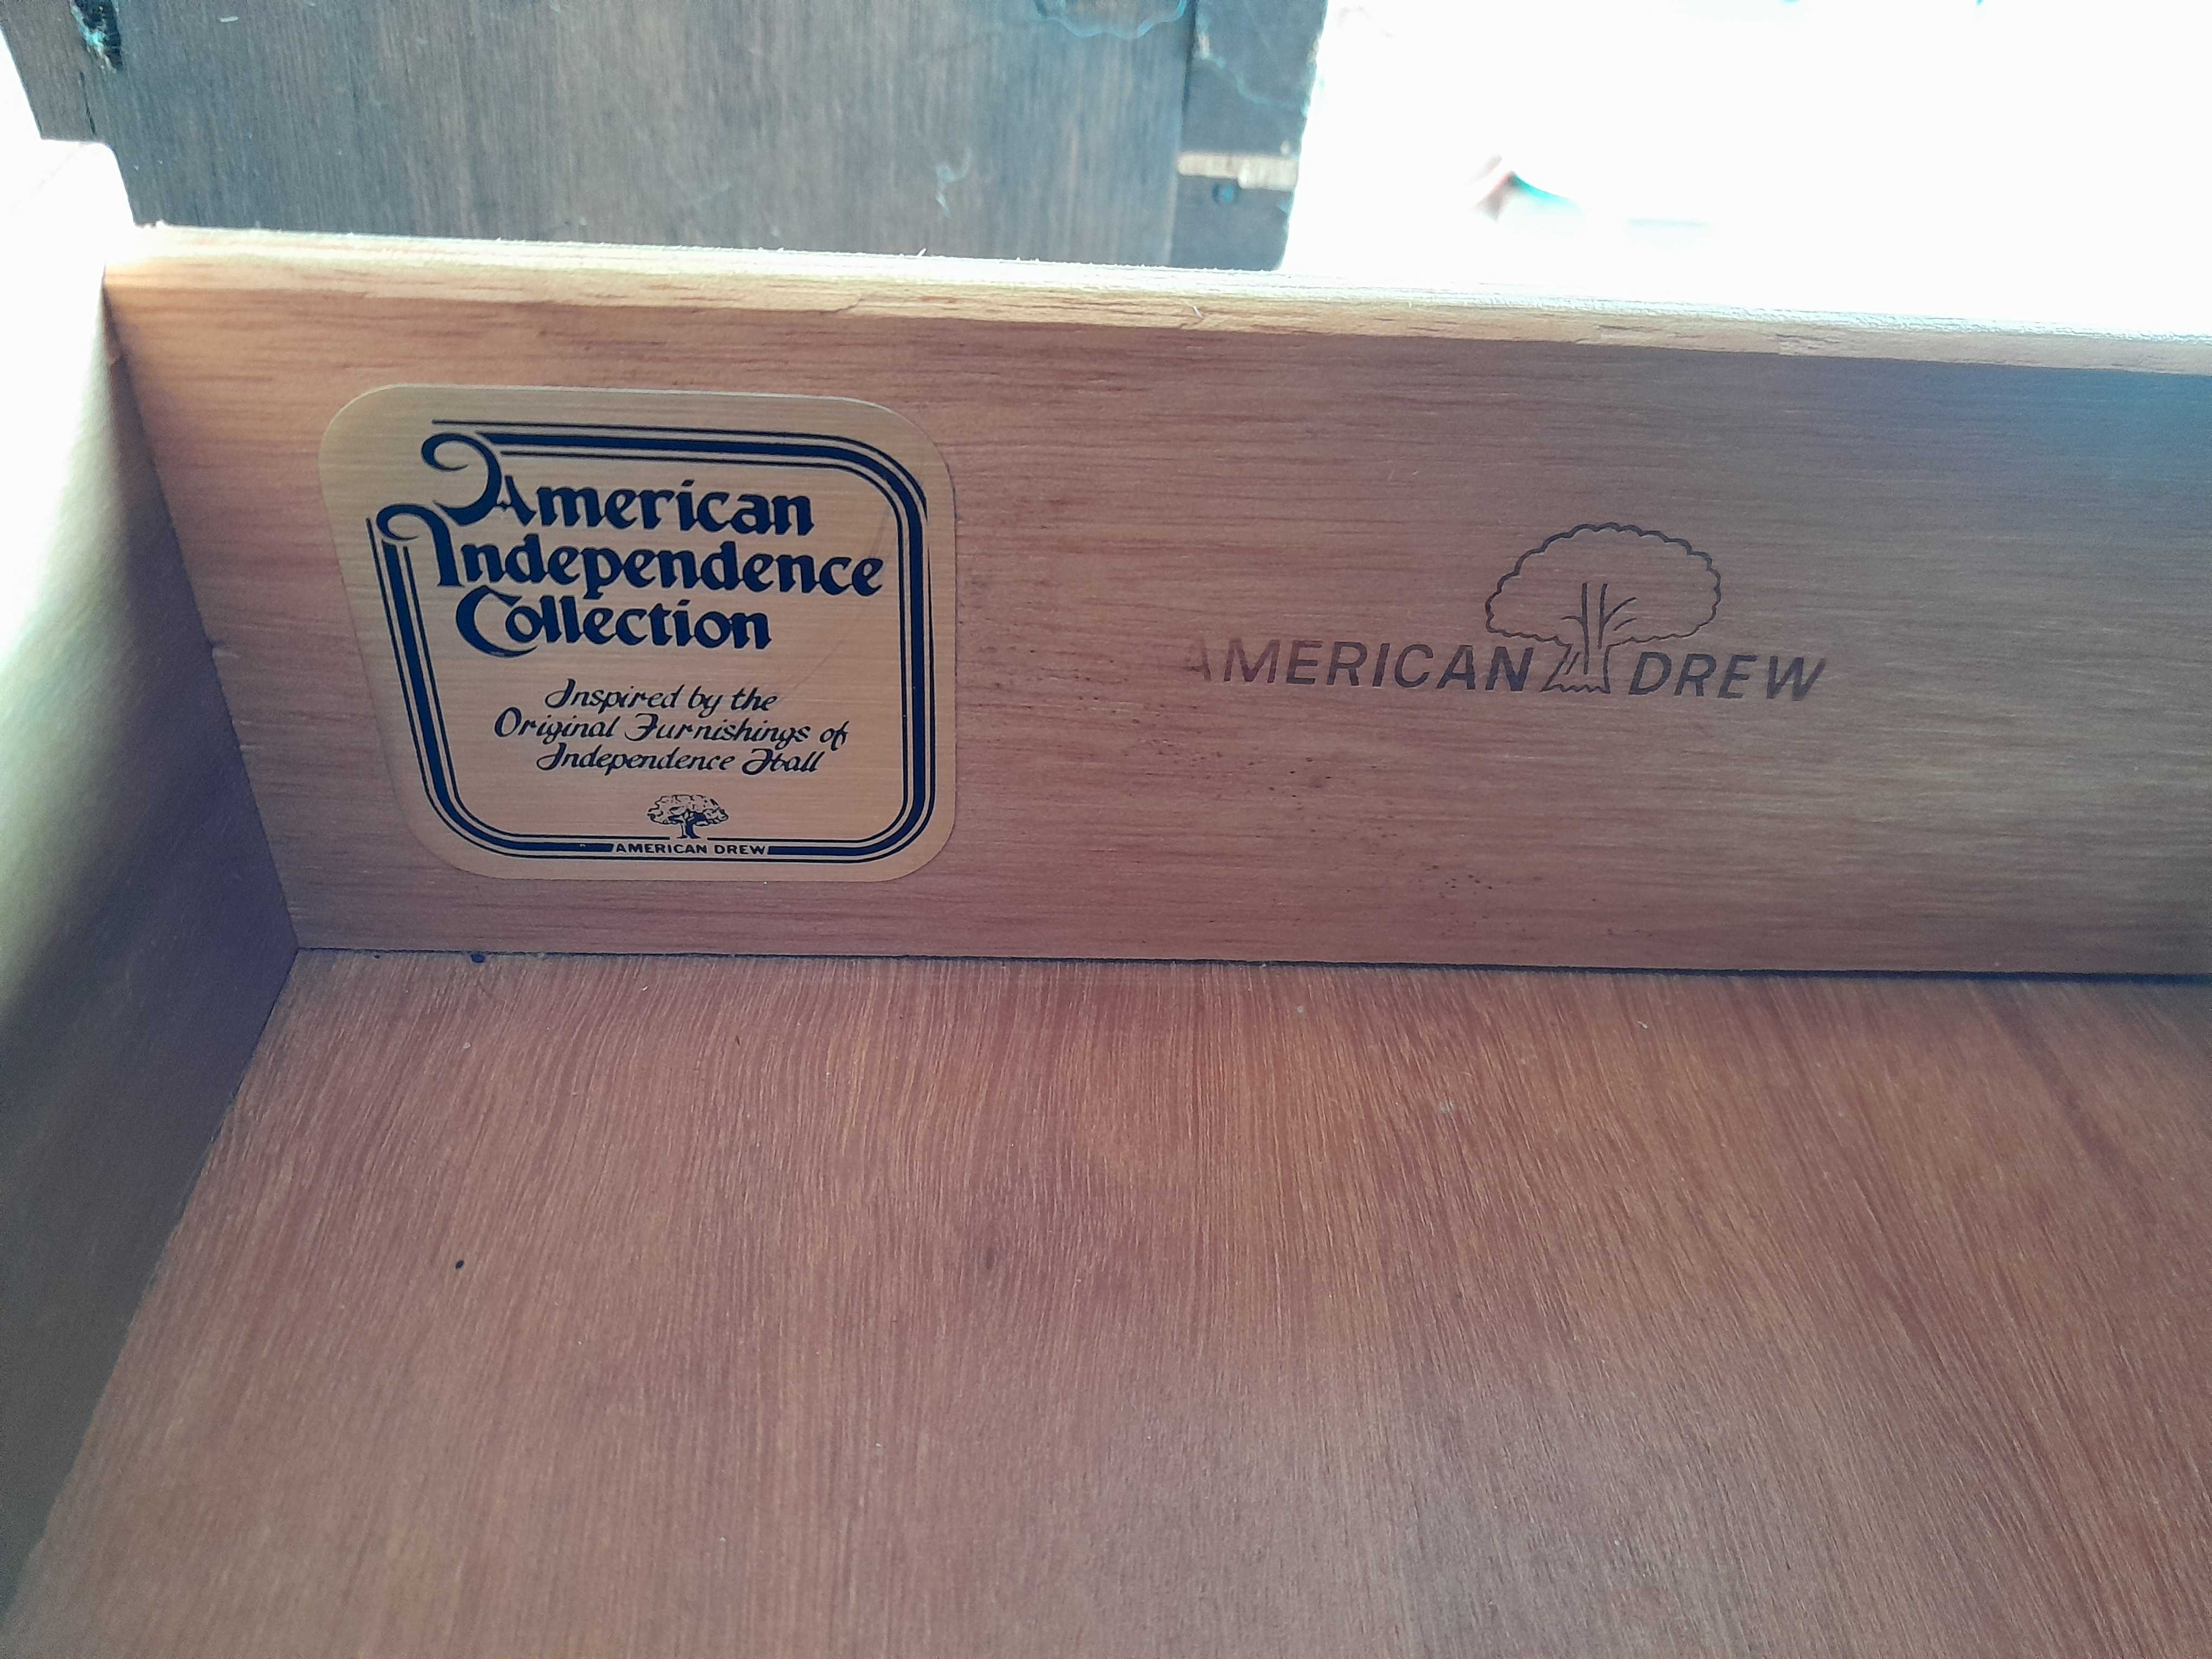 American
Independence
Collection
Inspired by the
Original Furnishings of
Independence Hall
AMERICAN DREW
AMERICAN DREW